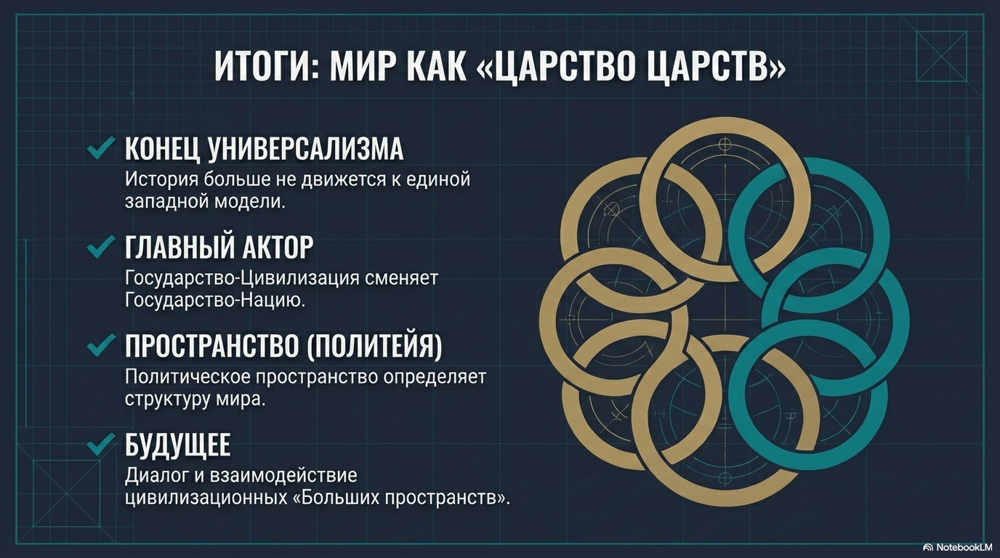 ИТОГИ: МИР КАК «ЦАРСТВО ЦАРСТВ»
КОНЕЦ УНИВЕРСАЛИЗМА
История больше не движется к единой
западной модели.
ГЛАВНЫЙ АКТОР
Государство-Цивилизация сменяет
Государство-Нацию.
ПРОСТРАНСТВО (ПОЛИТЕЙЯ)
Политическое пространство определяет
структуру мира.
БУДУЩЕЕ
Диалог и взаимодействие
цивилизационных «Больших пространств».
NotebookLM